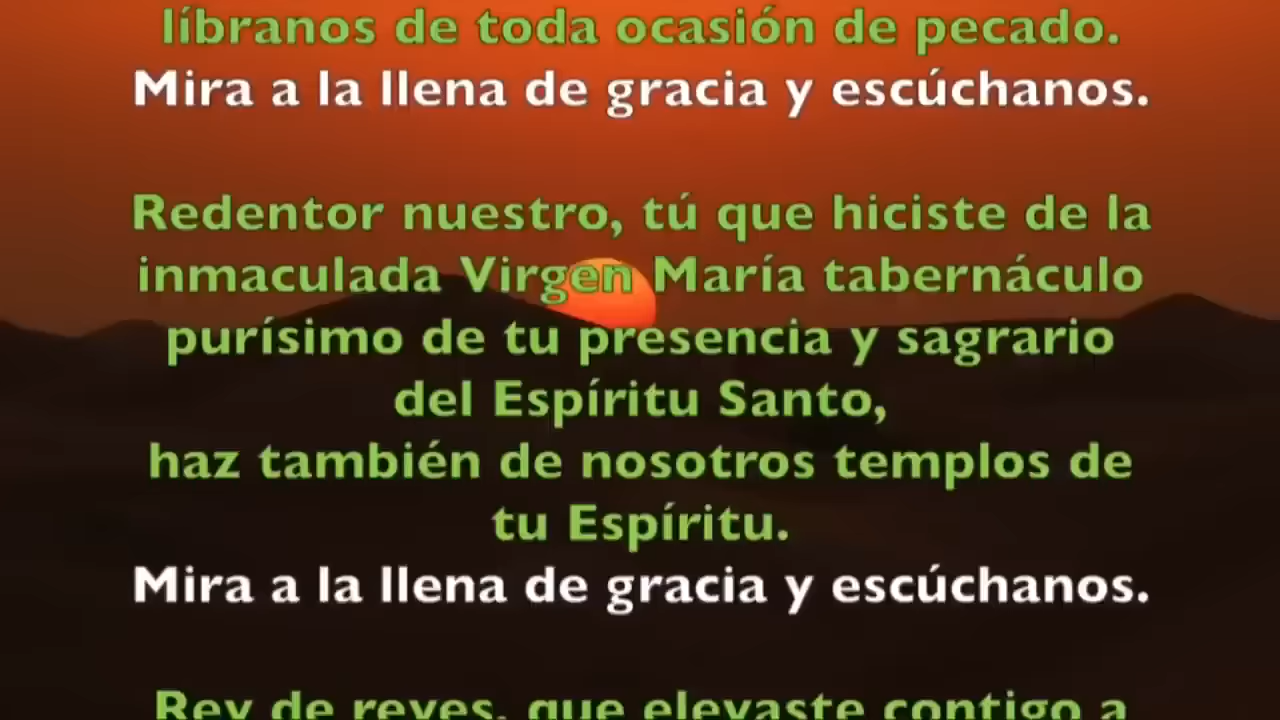 líbranos de toda ocasión de pecado.
Mira a la llena de gracia y escúchanos.
Redentor nuestro, tú que hiciste de la
inmaculada Virgen María tabernáculo
purísimo de tu presencia y sagrario
del Espíritu Santo,
haz también de nosotros templos de
tu Espíritu.
Mira a la llena de gracia y escúchanos.
Rey de reyes, que elevaste contigo a